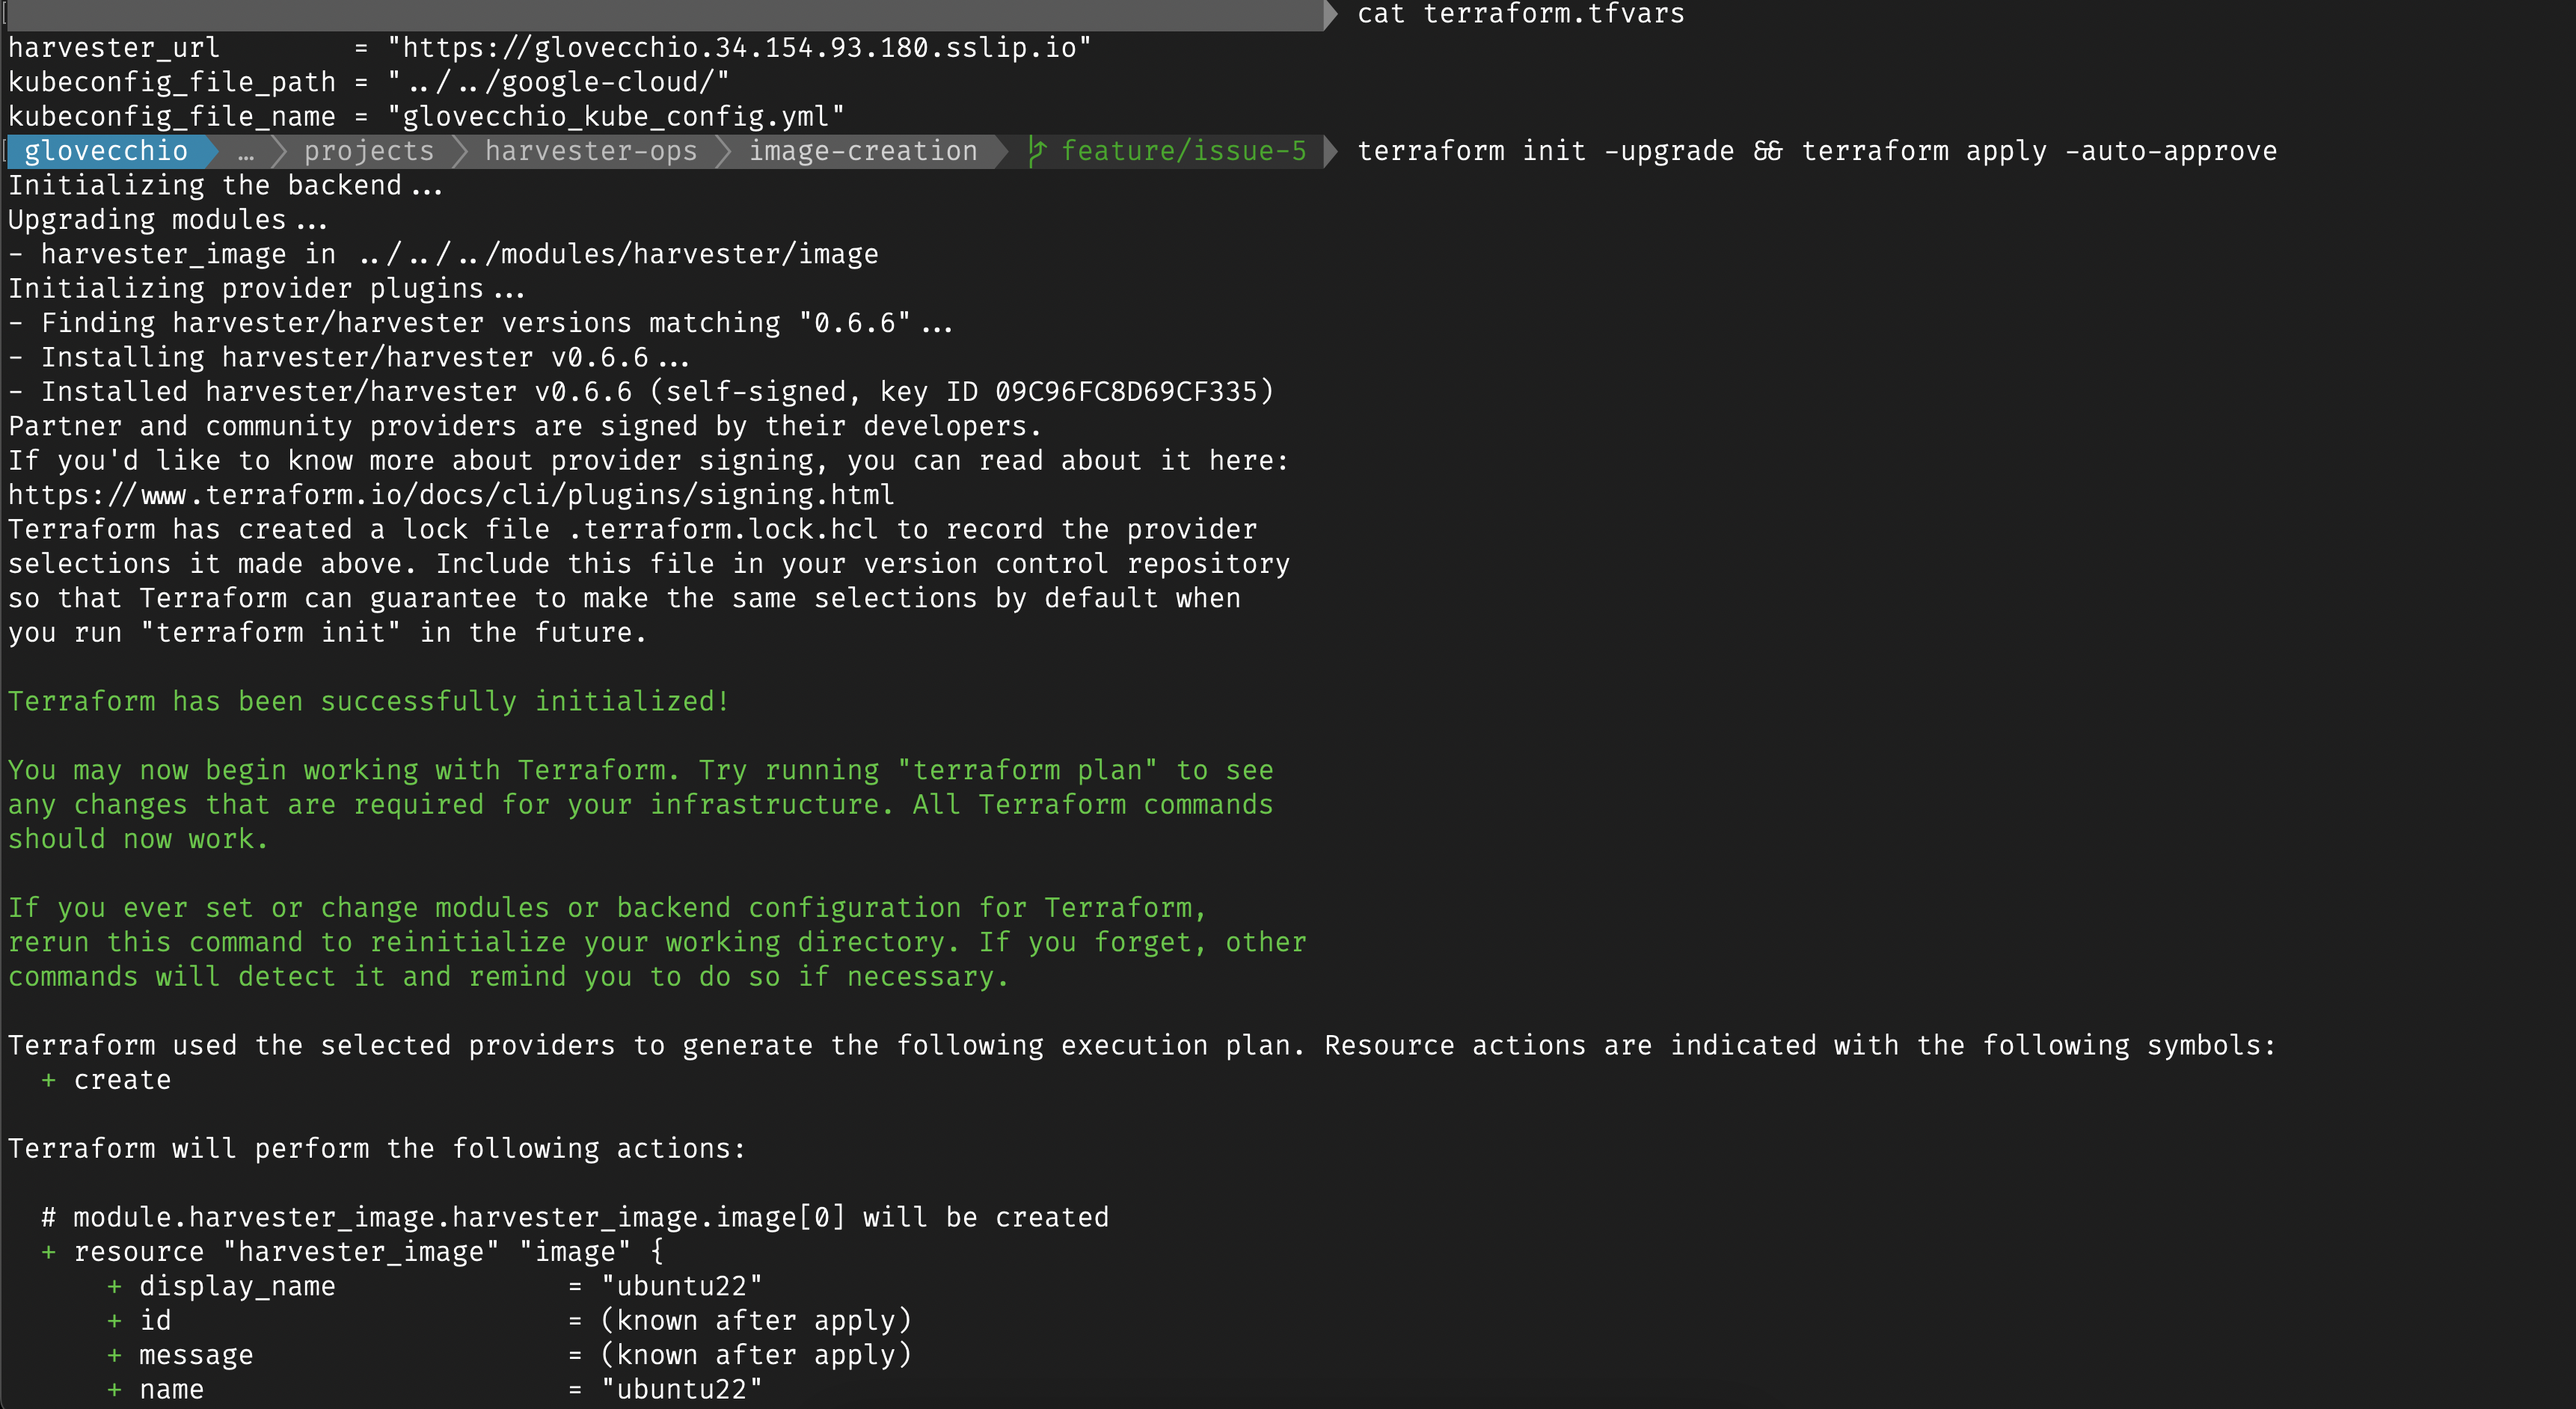 cat terraform.tfvars
harvester_url         = "https://glovecchio.34.154.93.180.sslip.io"
kubeconfig_file_path = "../../google-cloud/"
kubeconfig_file_name = "glovecchio_kube_config.yml"
glovecchio … projects harvester-ops image-creation feature/issue-5 terraform init -upgrade && terraform apply -auto-approve
Initializing the backend...
Upgrading modules...
- harvester_image in ../../../modules/harvester/image
Initializing provider plugins...
- Finding harvester/harvester versions matching "0.6.6"...
- Installing harvester/harvester v0.6.6...
- Installed harvester/harvester v0.6.6 (self-signed, key ID 09C96FC8D69CF335)
Partner and community providers are signed by their developers.
If you'd like to know more about provider signing, you can read about it here:
https://www.terraform.io/docs/cli/plugins/signing.html
Terraform has created a lock file .terraform.lock.hcl to record the provider
selections it made above. Include this file in your version control repository
so that Terraform can guarantee to make the same selections by default when
you run "terraform init" in the future.
Terraform has been successfully initialized!
You may now begin working with Terraform. Try running "terraform plan" to see
any changes that are required for your infrastructure. All Terraform commands
should now work.
If you ever set or change modules or backend configuration for Terraform,
rerun this command to reinitialize your working directory. If you forget, other
commands will detect it and remind you to do so if necessary.
Terraform used the selected providers to generate the following execution plan. Resource actions are indicated with the following symbols:
  + create
Terraform will perform the following actions:
  # module.harvester_image.harvester_image.image[0] will be created
  + resource "harvester_image" "image" {
      + display_name              = "ubuntu22"
      + id                        = (known after apply)
      + message                   = (known after apply)
      + name                      = "ubuntu22"